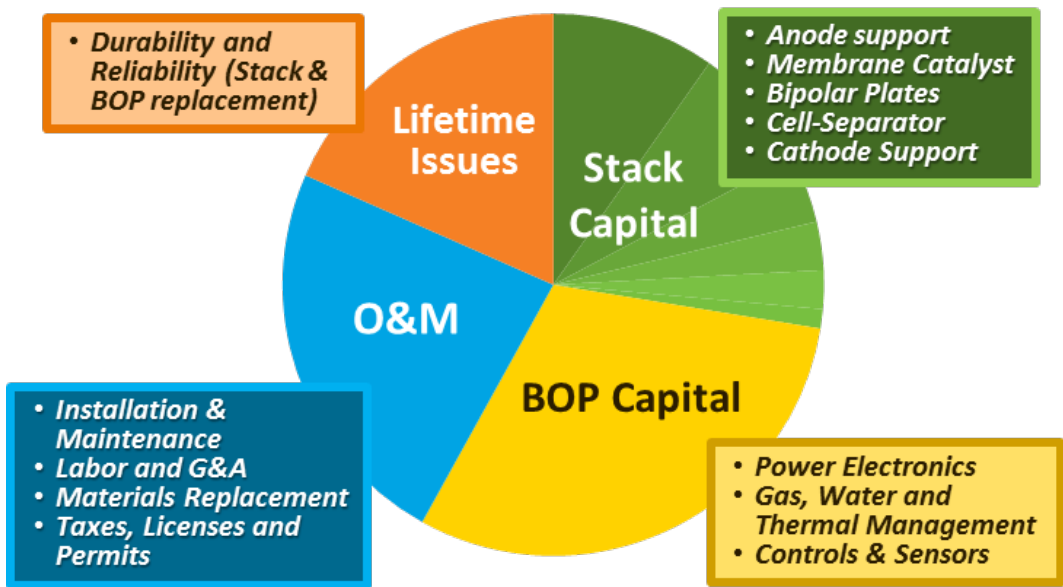 • Durability and
Reliability (Stack &
BOP replacement)
Lifetime
Issues
Stack
Capital
• Anode support
• Membrane Catalyst
• Bipolar Plates
• Cell-Separator
• Cathode Support
O&M
BOP Capital
• Installation &
Maintenance
• Labor and G&A
• Materials Replacement
• Taxes, Licenses and
Permits
• Power Electronics
• Gas, Water and
Thermal Management
• Controls & Sensors